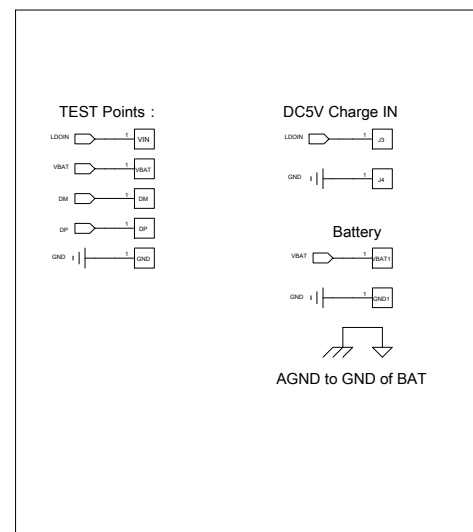 TEST Points :
LDOIN 1 VIN
VBAT 1 VBAT
DM 1 DM
DP 1 DP
GND 1 GND
DC5V Charge IN
LDOIN 1 J3
GND 1 J4
Battery
VBAT 1 VBAT1
GND 1 GND1
AGND to GND of BAT